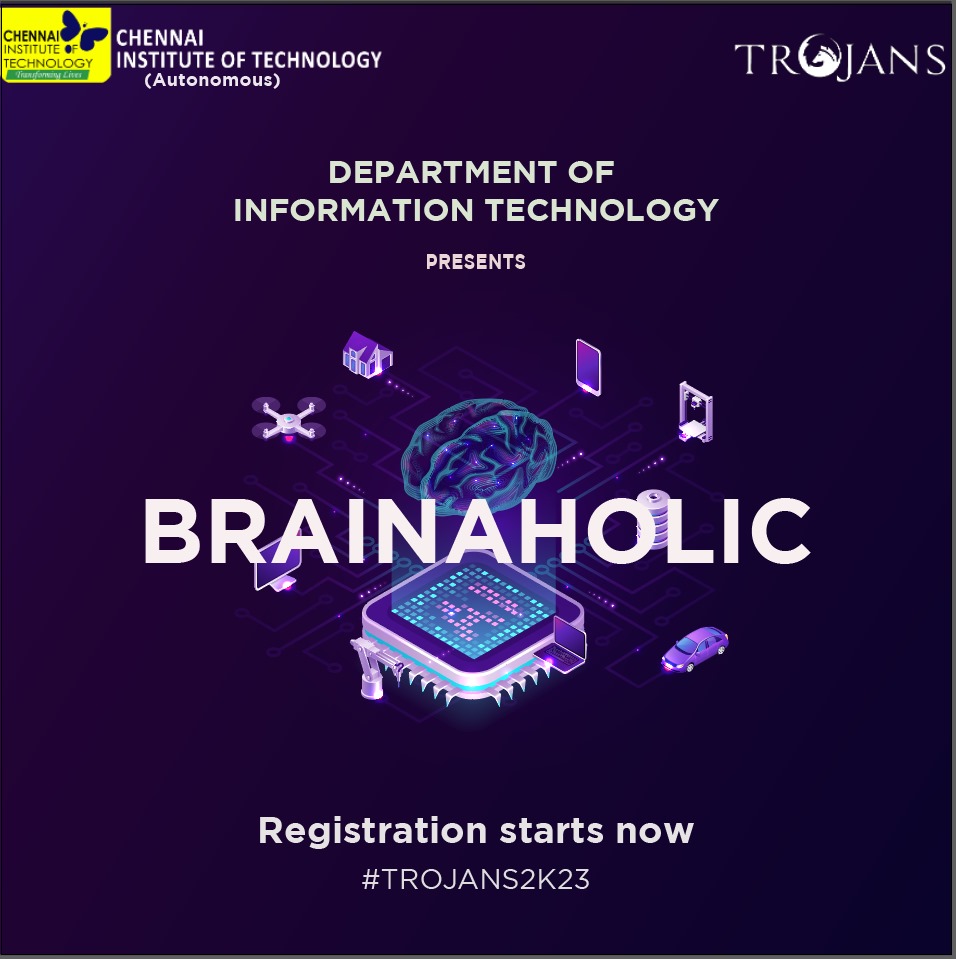 CHENNAI
INSTITUTE OF
TECHNOLOGY
Transforming Lives
CHENNAI
INSTITUTE OF TECHNOLOGY
(Autonomous)
TROJANS
DEPARTMENT OF
INFORMATION TECHNOLOGY
PRESENTS
BRAINAHOLIC
Registration starts now
#TROJANS2K23